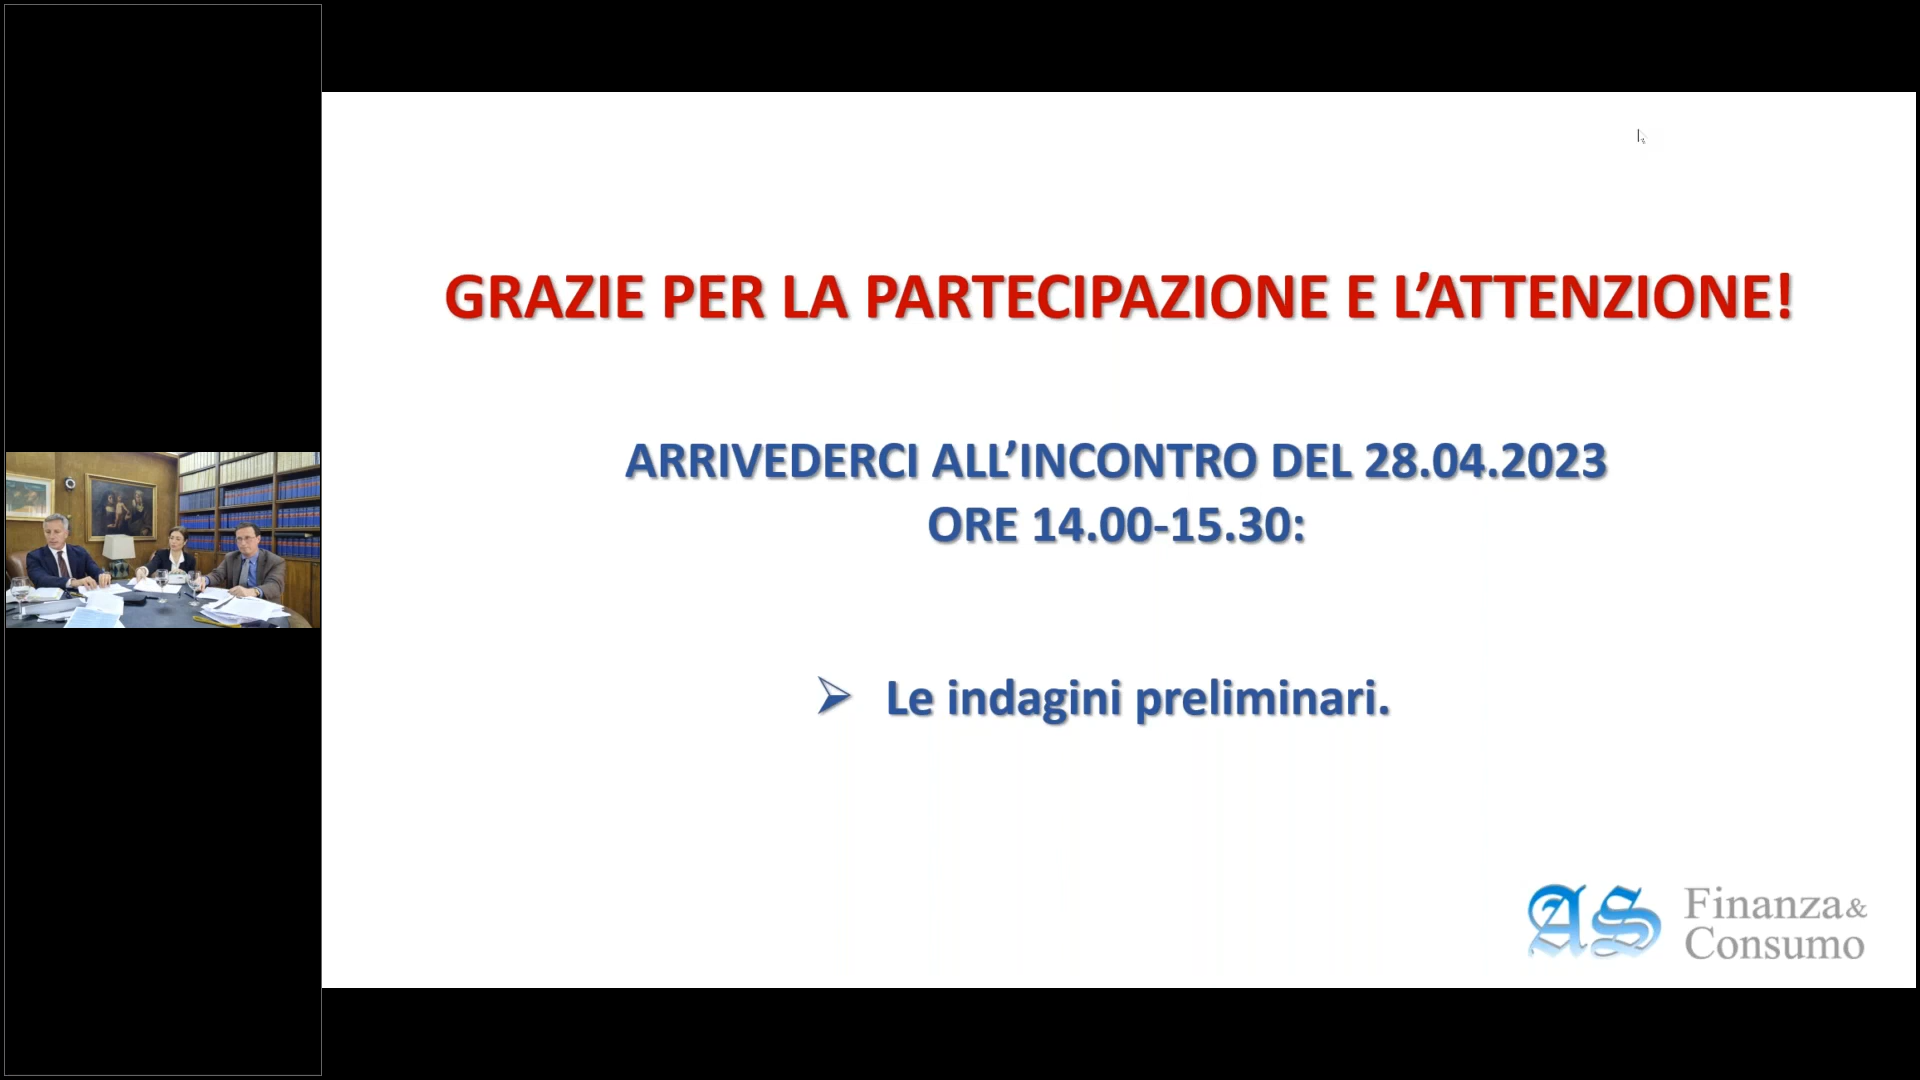 GRAZIE PER LA PARTECIPAZIONE E L’ATTENZIONE!
ARRIVEDERCI ALL’INCONTRO DEL 28.04.2023
ORE 14.00-15.30:
➢ Le indagini preliminari.
AS Finanza&
Consumo